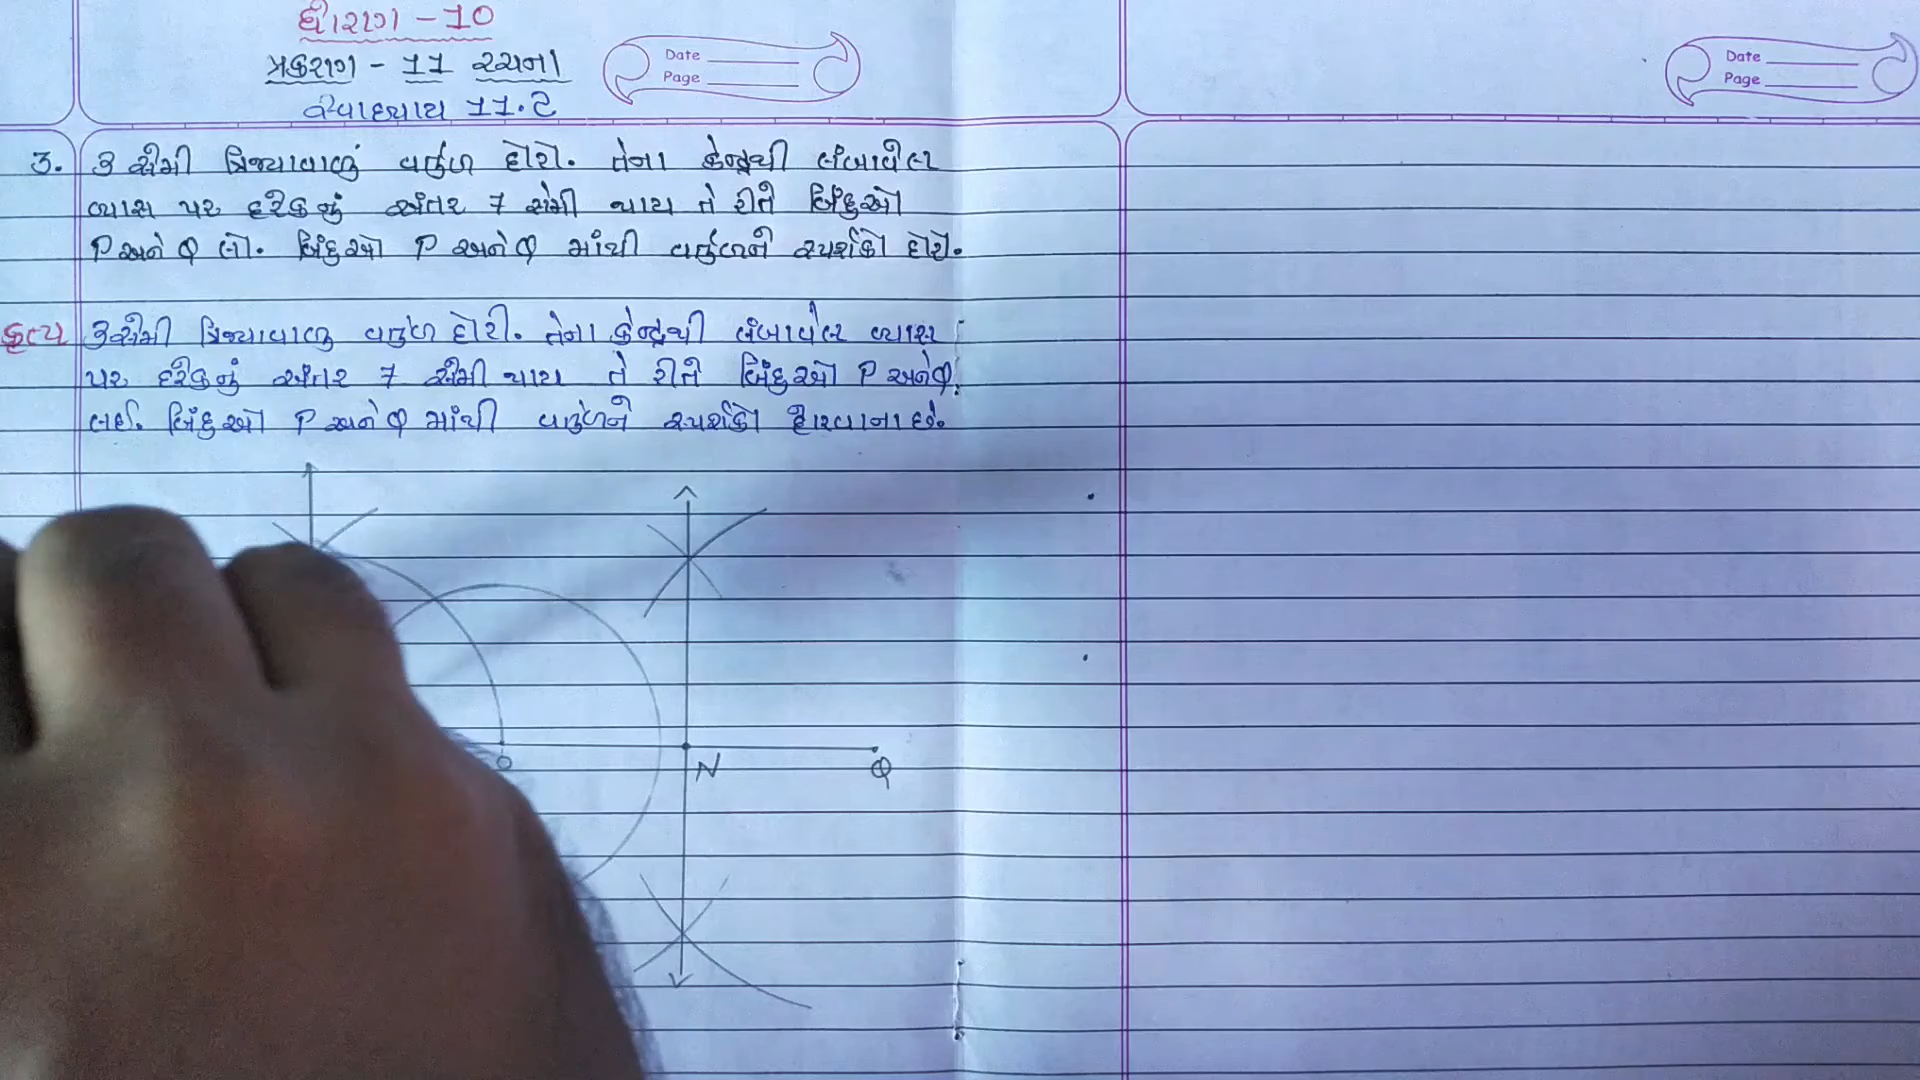 ધોરણ - 10
પ્રકરણ - 11 રચના
સ્વાધ્યાય 11.2
Date
Page
Date
Page
3. 3 સેમી ત્રિજ્યાવાળું વર્તુળ દોરો. તેના કેન્દ્રથી લંબાવેલ
વ્યાસ પર દરેકનું અંતર 7 સેમી થાય તે રીતે બિંદુઓ
P અને Q લો. બિંદુઓ P અને Q માંથી વર્તુળને સ્પર્શકો દોરો.
કૃત્ય 3 સેમી ત્રિજ્યાવાળુ વર્તુળ દોરી. તેના કેન્દ્રથી લંબાવેલ વ્યાસ
પર દરેકનું અંતર 7 સેમી થાય તે રીતે બિંદુઓ P અને Q
લઈ. બિંદુઓ P અને Q માંથી વર્તુળને સ્પર્શકો દોરવાના છે.
O N Q